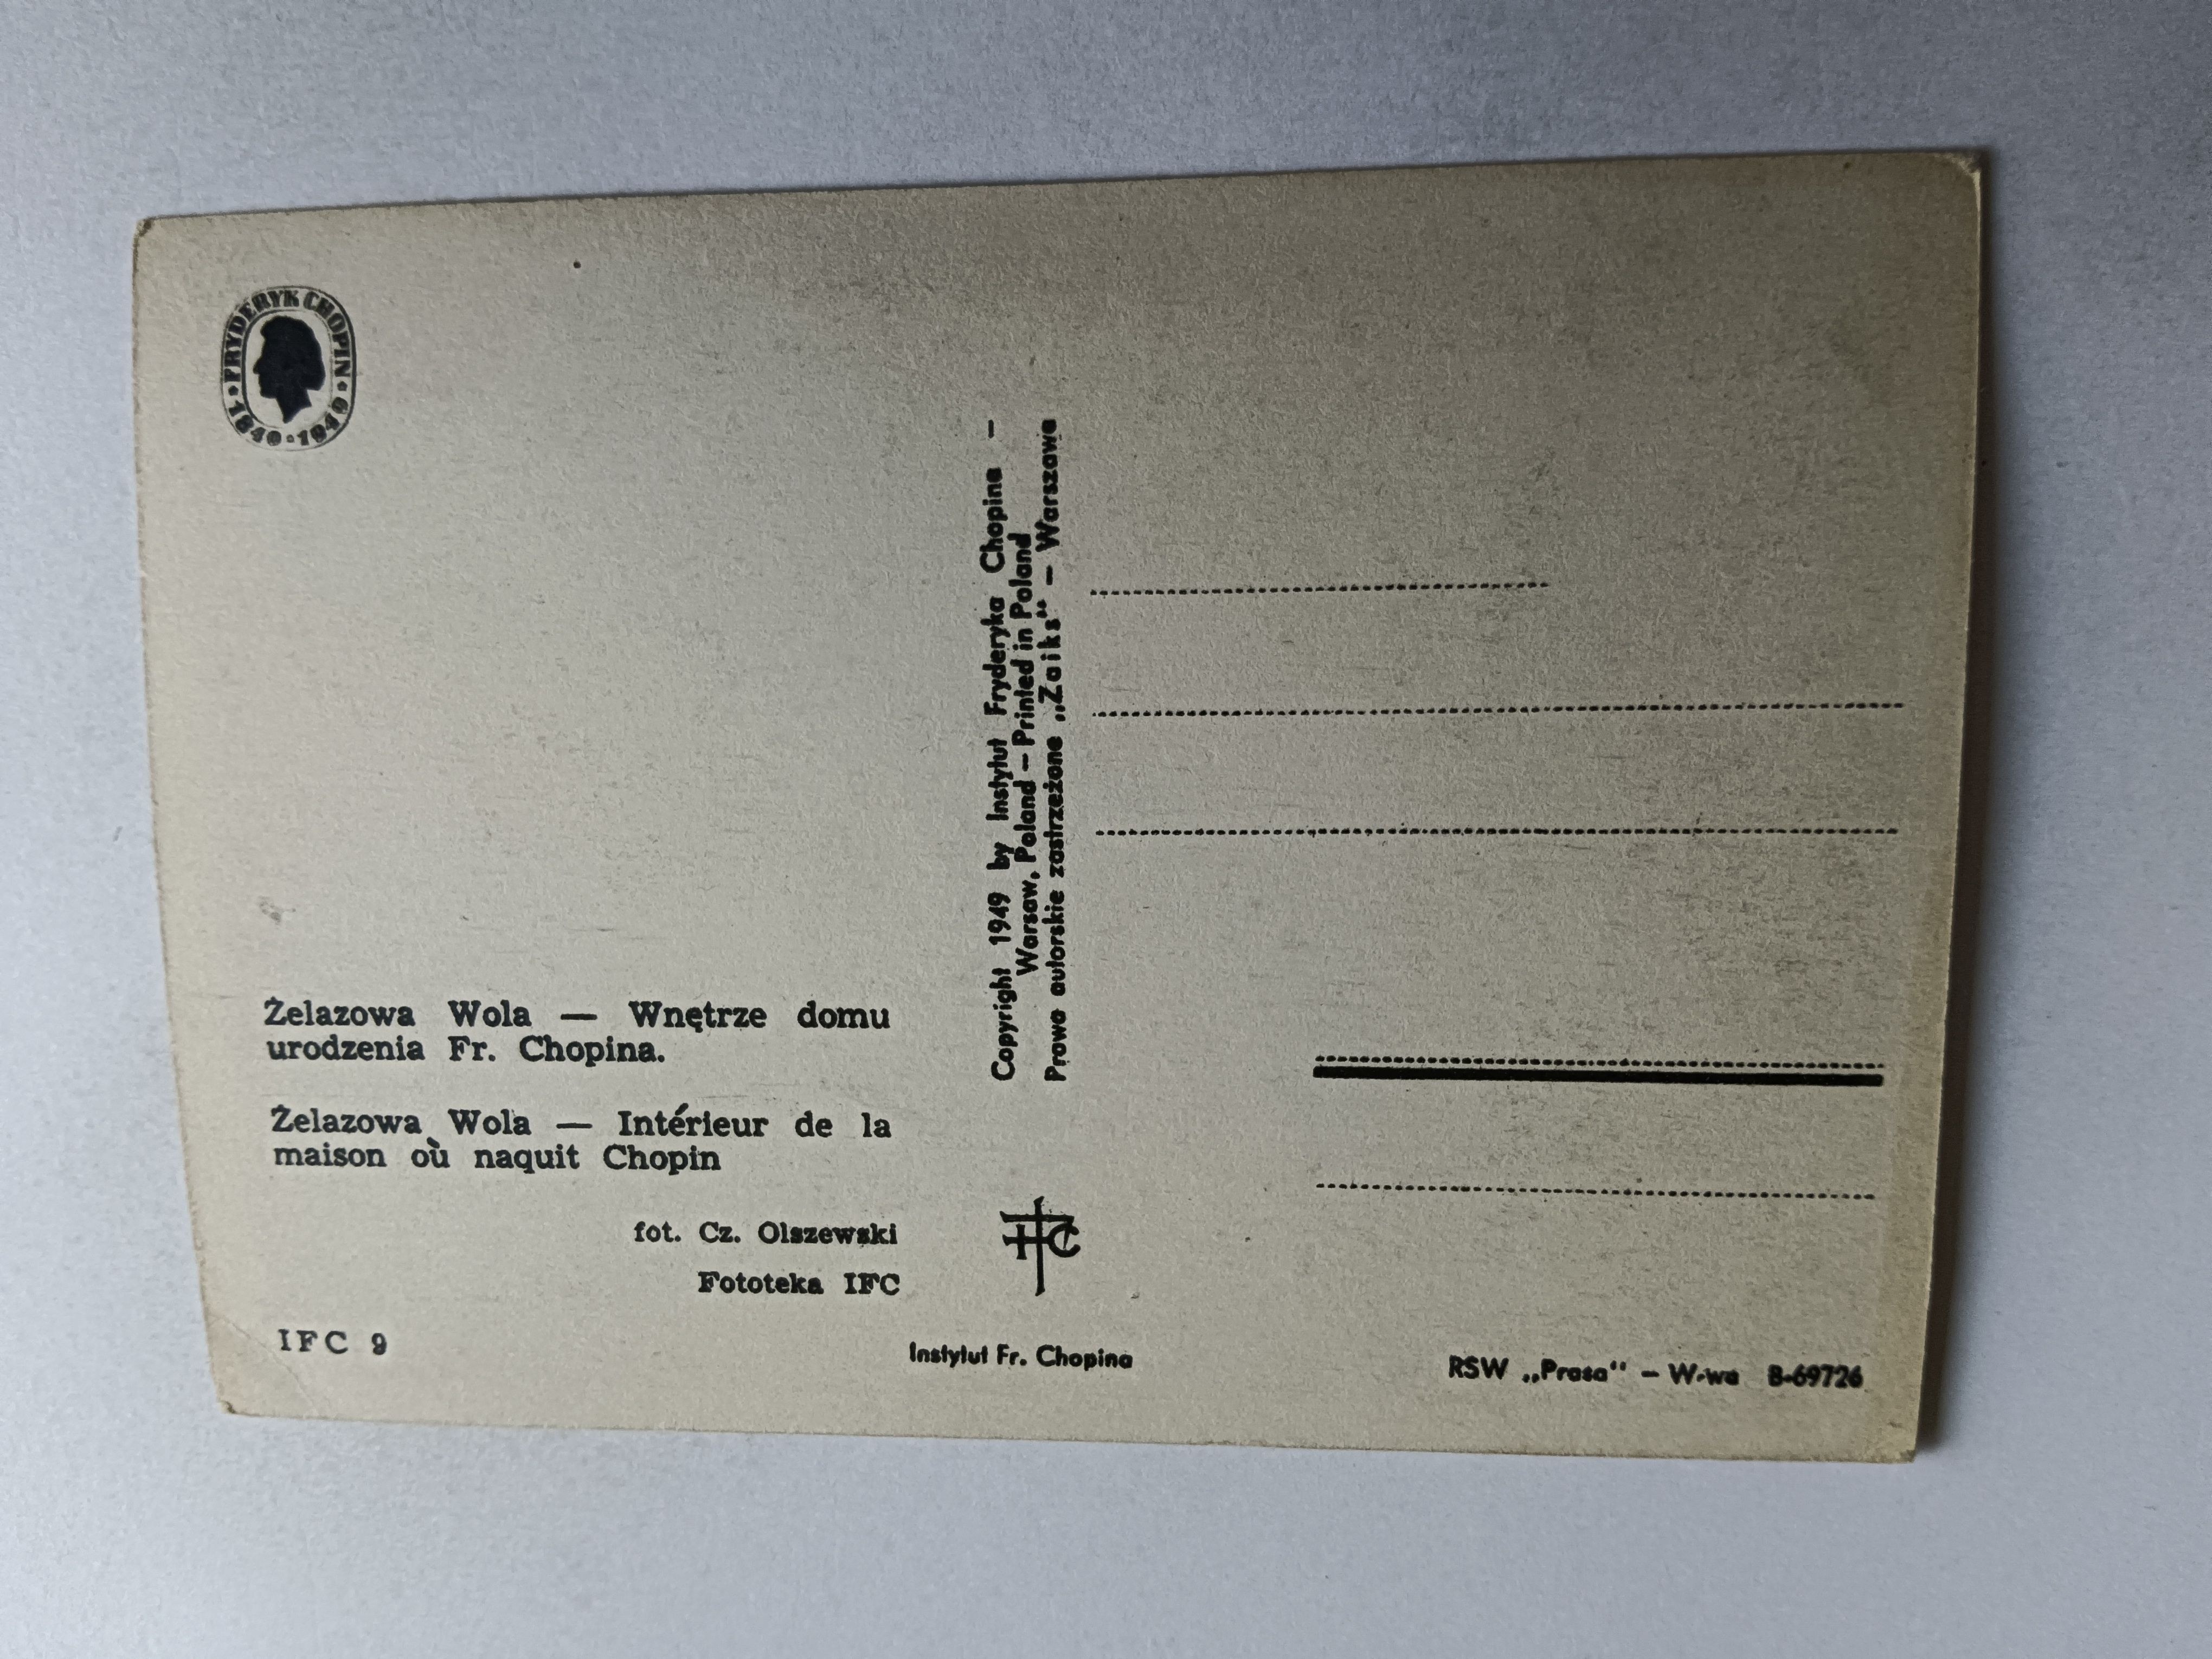 FRYDERYK CHOPIN
1849 • 1949
Żelazowa Wola — Wnętrze domu
urodzenia Fr. Chopina.
Żelazowa Wola — Intérieur de la
maison où naquit Chopin
fot. Cz. Olszewski
Fototeka IFC
IFC 9
Copyright 1949 by Instytut Fryderyka Chopina —
Warsaw, Poland — Printed in Poland
Prawa autorskie zastrzeżone „Zaiks“ — Warszawa
IFC
Instytut Fr. Chopina
RSW „Prasa“ — W-wa B-69726